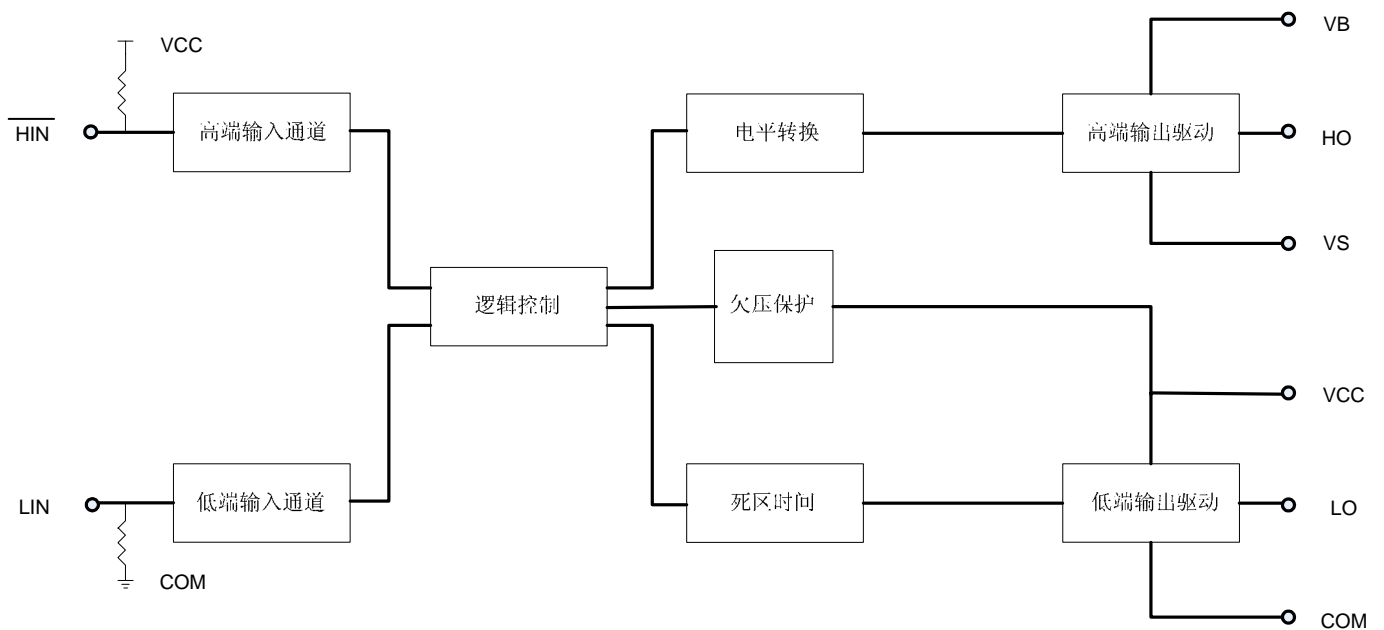 VCC
VB
HIN
高端输入通道
电平转换
高端输出驱动
HO
VS
逻辑控制
欠压保护
VCC
LIN
低端输入通道
死区时间
低端输出驱动
LO
COM
COM